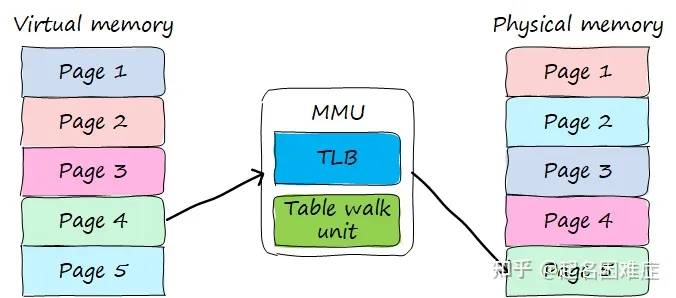 Virtual memory
Physical memory
Page 1
Page 2
Page 3
Page 4
Page 5
MMU
TLB
Table walk
unit
Page 1
Page 2
Page 3
Page 4
Page 5
知乎 @起名困难症